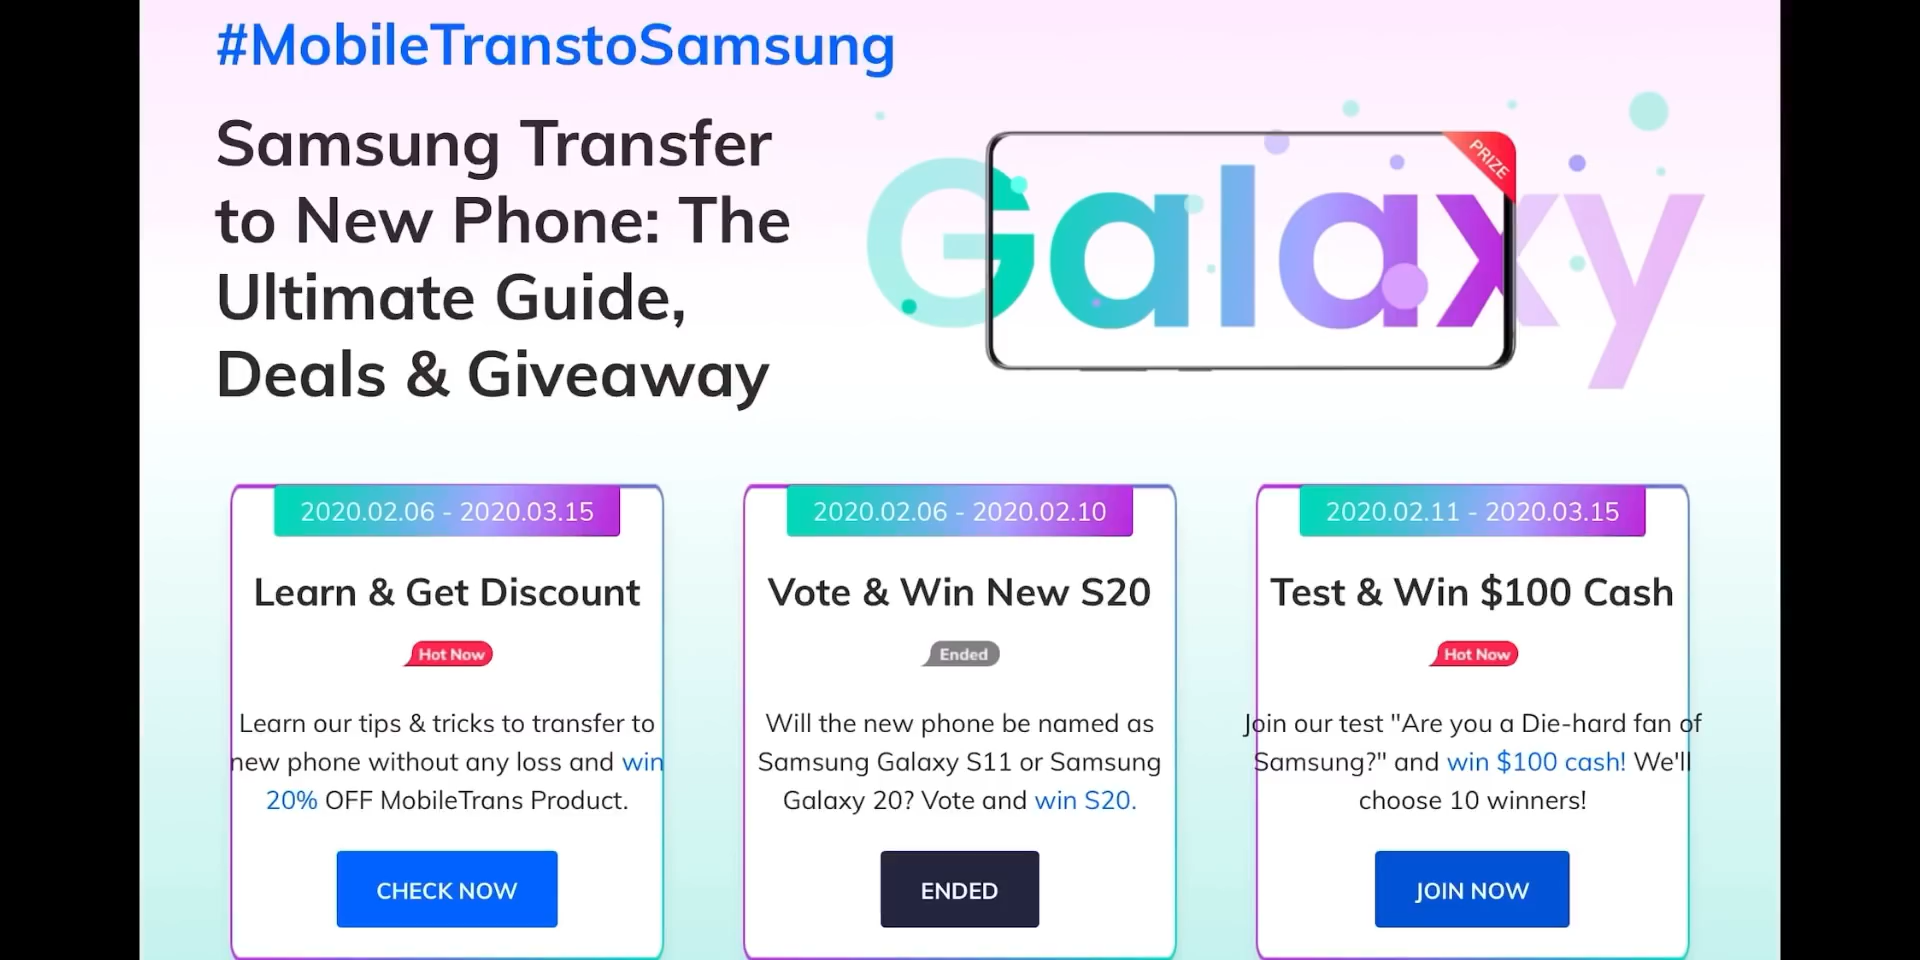 #MobileTranstoSamsung
Samsung Transfer
to New Phone: The
Ultimate Guide,
Deals & Giveaway
Galaxy
PRIZE
2020.02.06 - 2020.03.15
Learn & Get Discount
Hot Now
Learn our tips & tricks to transfer to
new phone without any loss and win
20% OFF MobileTrans Product.
CHECK NOW
2020.02.06 - 2020.02.10
Vote & Win New S20
Ended
Will the new phone be named as
Samsung Galaxy S11 or Samsung
Galaxy 20? Vote and win S20.
ENDED
2020.02.11 - 2020.03.15
Test & Win $100 Cash
Hot Now
Join our test "Are you a Die-hard fan of
Samsung?" and win $100 cash! We'll
choose 10 winners!
JOIN NOW